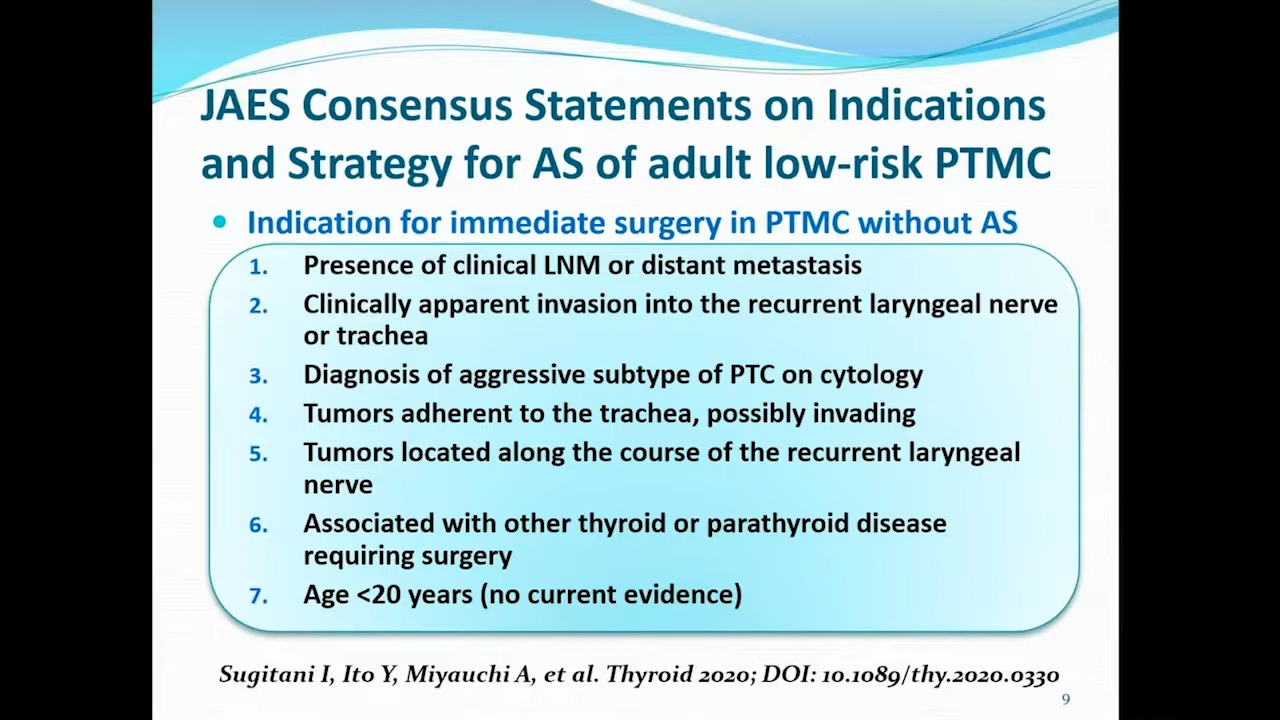 JAES Consensus Statements on Indications
and Strategy for AS of adult low-risk PTMC
• Indication for immediate surgery in PTMC without AS
1. Presence of clinical LNM or distant metastasis
2. Clinically apparent invasion into the recurrent laryngeal nerve
or trachea
3. Diagnosis of aggressive subtype of PTC on cytology
4. Tumors adherent to the trachea, possibly invading
5. Tumors located along the course of the recurrent laryngeal
nerve
6. Associated with other thyroid or parathyroid disease
requiring surgery
7. Age <20 years (no current evidence)
Sugitani I, Ito Y, Miyauchi A, et al. Thyroid 2020; DOI: 10.1089/thy.2020.0330
9